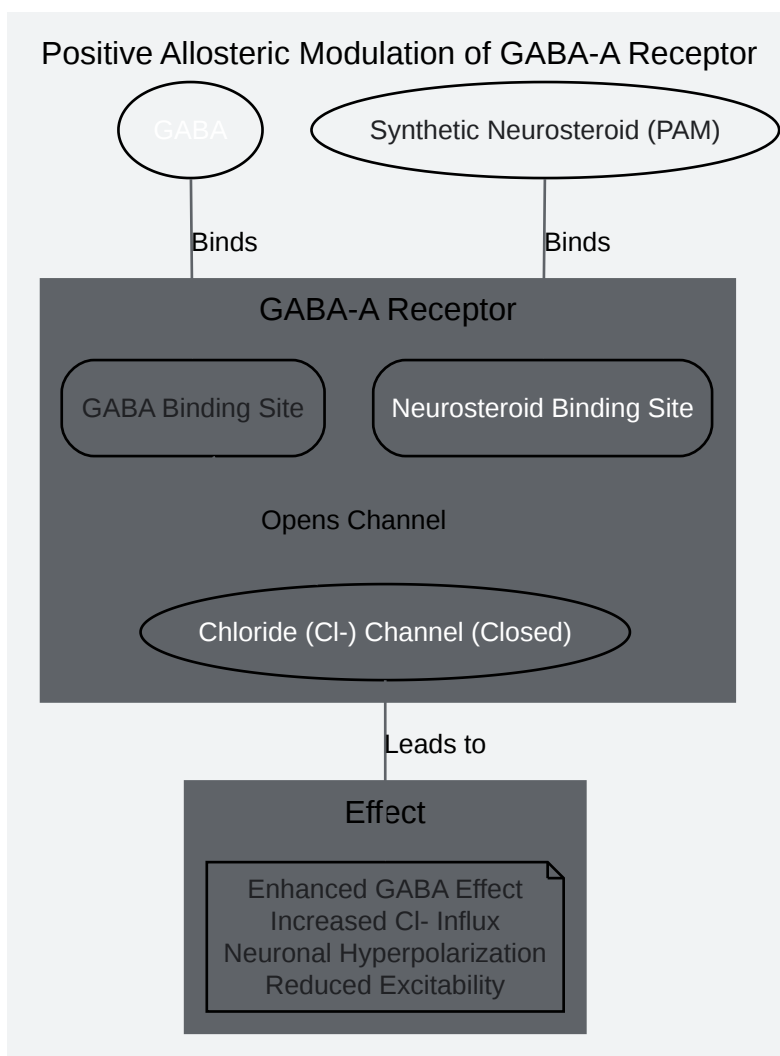 Positive Allosteric Modulation of GABA-A Receptor
GABA
Synthetic Neurosteroid (PAM)
Binds
Binds
GABA-A Receptor
GABA Binding Site
Neurosteroid Binding Site
Opens Channel
Chloride (Cl-) Channel (Closed)
Leads to
Effect
Enhanced GABA Effect
Increased Cl- Influx
Neuronal Hyperpolarization
Reduced Excitability